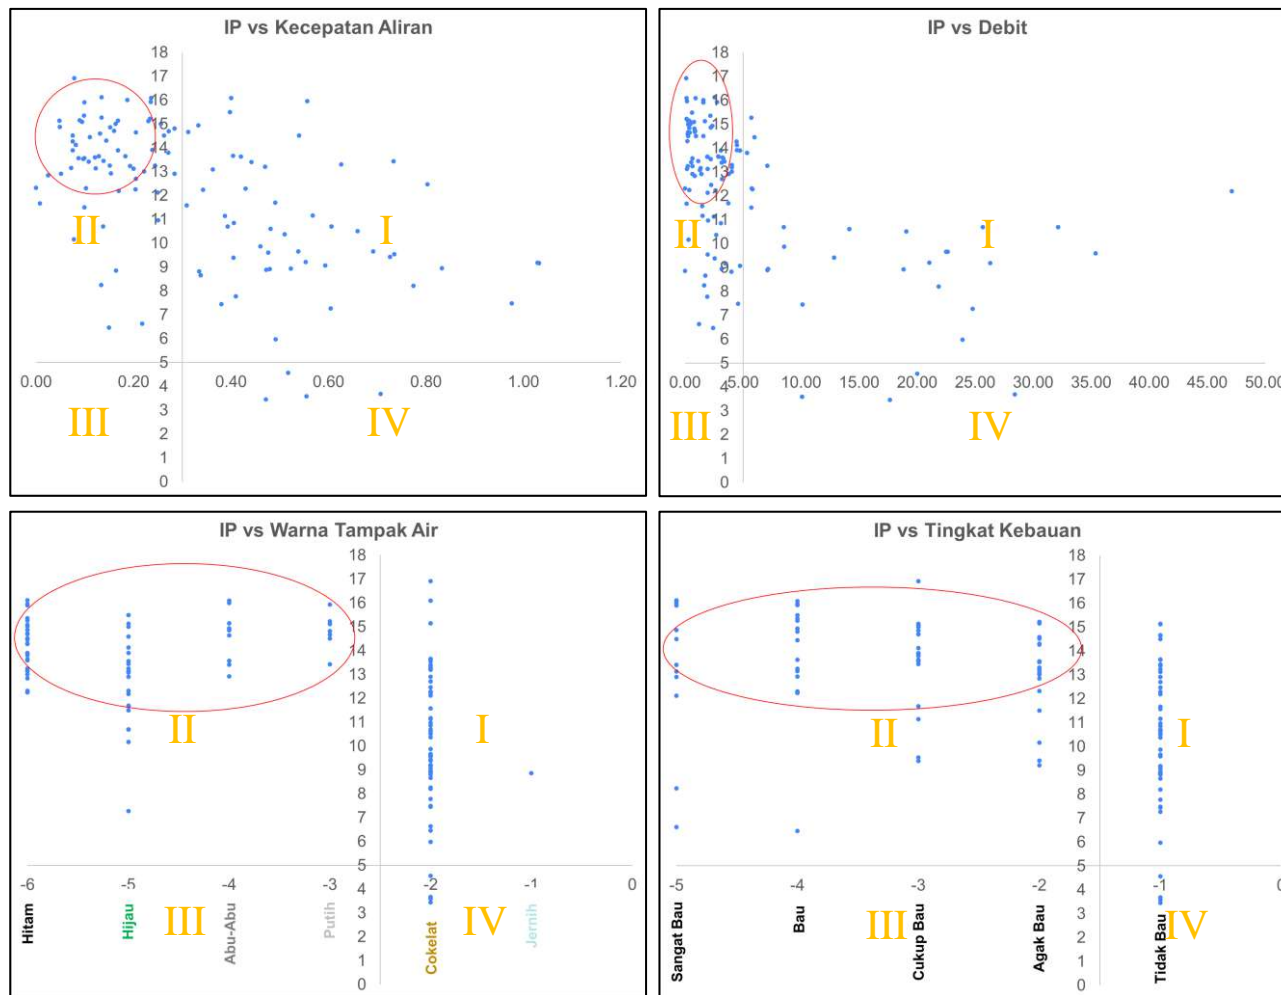 IP vs Kecepatan Aliran
18
17
16
15
14
13
12
11
10
9
8
7
6
5
4
3
2
1
0
0.00 0.20 0.40 0.60 0.80 1.00 1.20
II
I
III
IV
IP vs Debit
18
17
16
15
14
13
12
11
10
9
8
7
6
5
4
3
2
1
0
0.00 5.00 10.00 15.00 20.00 25.00 30.00 35.00 40.00 45.00 50.00
II
I
III
IV
IP vs Warna Tampak Air
18
17
16
15
14
13
12
11
10
9
8
7
6
5
4
3
2
1
0
-6 -5 -4 -3 -2 -1 0
Hitam
Hijau
Abu-Abu
Putih
Cokelat
Jernih
II
I
III
IV
IP vs Tingkat Kebauan
18
17
16
15
14
13
12
11
10
9
8
7
6
5
4
3
2
1
0
-5 -4 -3 -2 -1 0
Sangat Bau
Bau
Cukup Bau
Agak Bau
Tidak Bau
II
I
III
IV